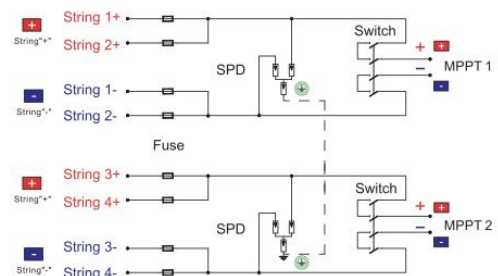 String 1+
+
String"+"
String 2+
Switch
+ +
SPD
MPPT 1
-
String 1-
-
-
String"-"
String 2-
Fuse
String 3+
+
String"+"
String 4+
Switch
+ +
SPD
MPPT 2
-
String 3-
-
-
String"-"
String 4-